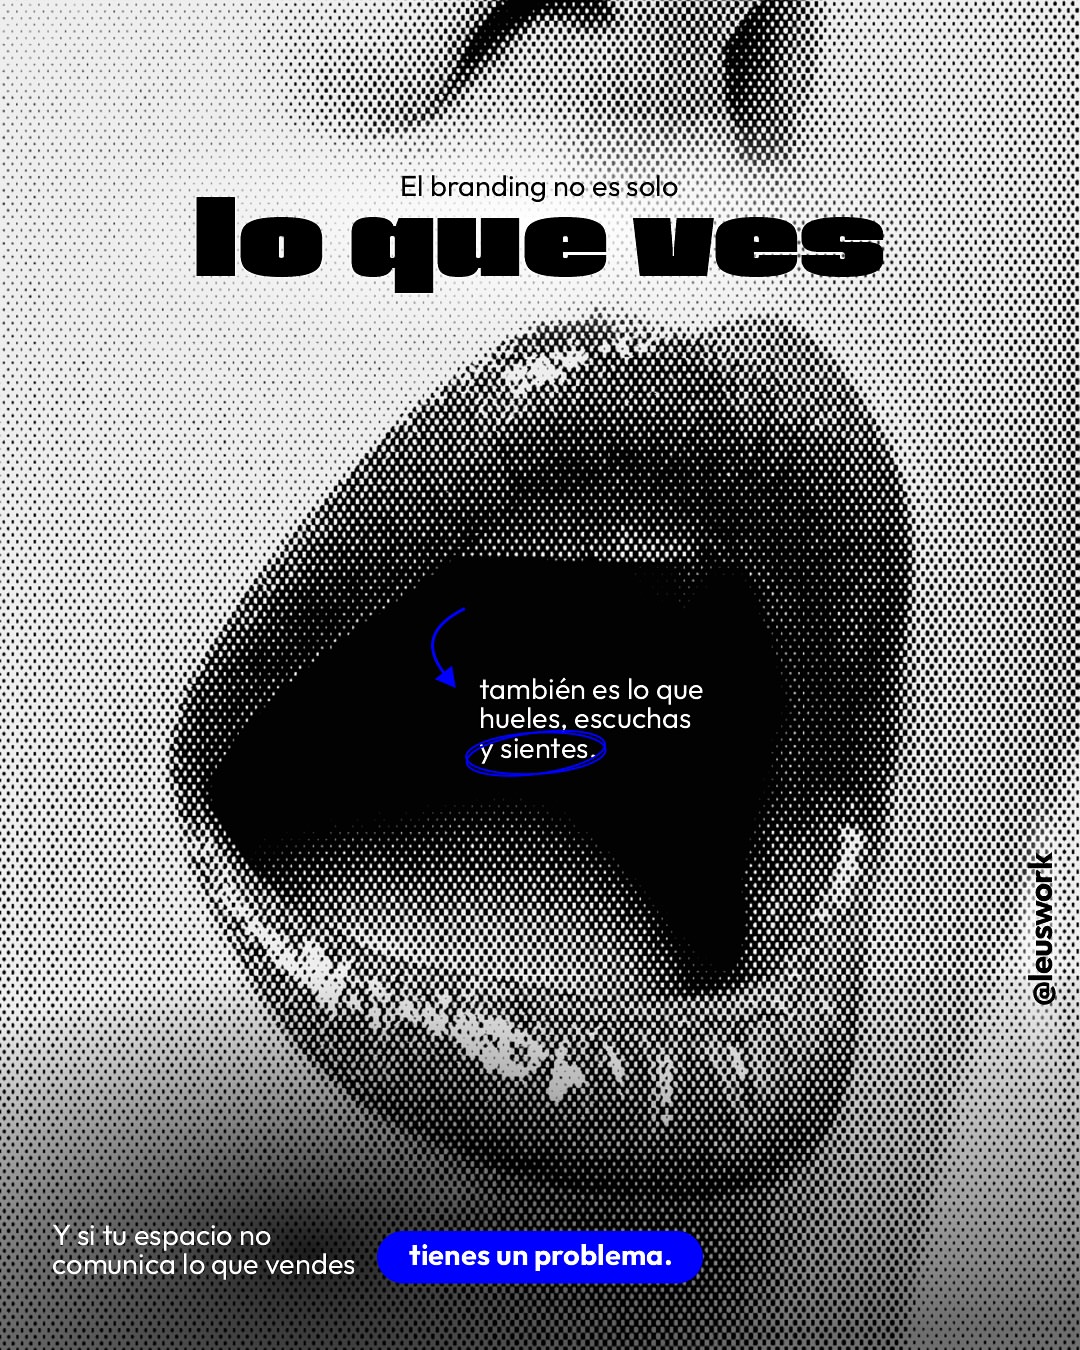 El branding no es solo
lo que ves
también es lo que
hueles, escuchas
y sientes.
@leuswork
Y si tu espacio no
comunica lo que vendes
tienes un problema.